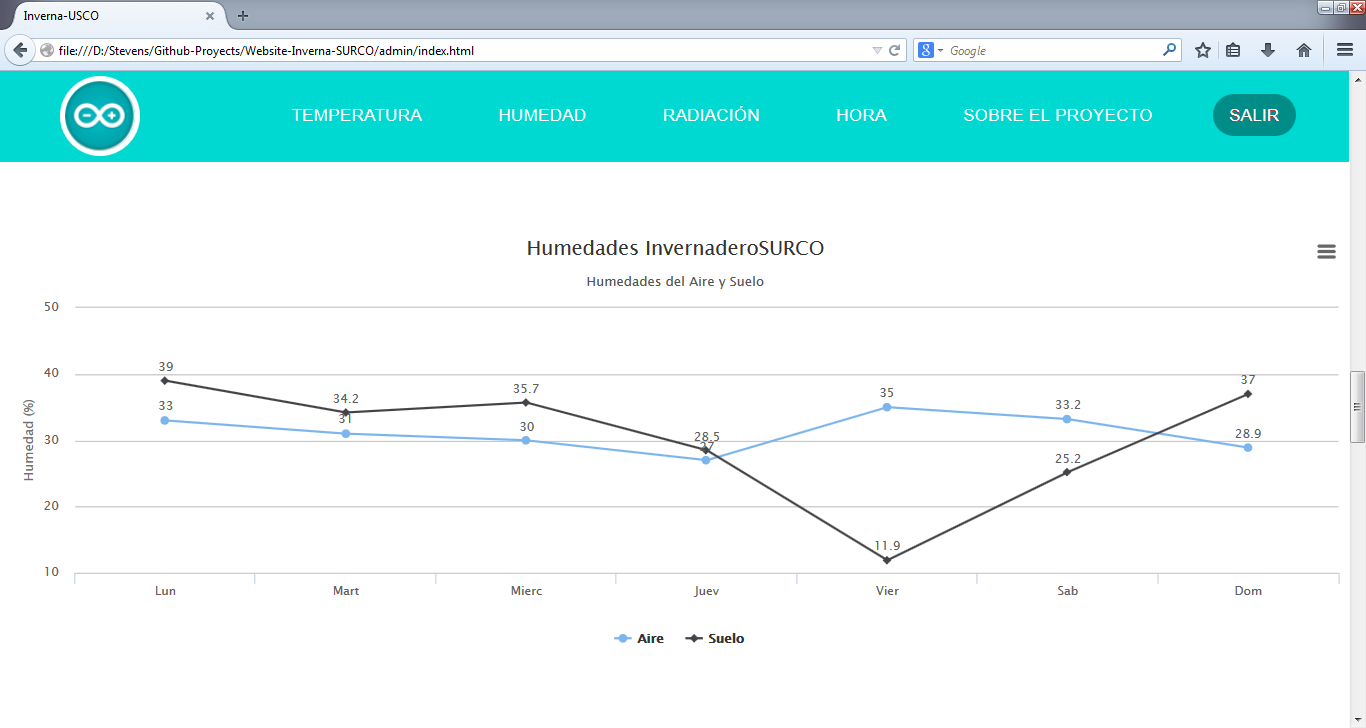 Inverna-USCO
file:///D:/Stevens/Github-Proyects/Website-Inverna-SURCO/admin/index.html
Google
TEMPERATURA HUMEDAD RADIACIÓN HORA SOBRE EL PROYECTO SALIR
Humedades InvernaderoSURCO
Humedades del Aire y Suelo
Humedad (%)
50
40
30
20
10
39 34.2 35.7 28.5 11.9 25.2 37
33 31 30 27 35 33.2 28.9
Lun Mart Mierc Juev Vier Sab Dom
Aire Suelo